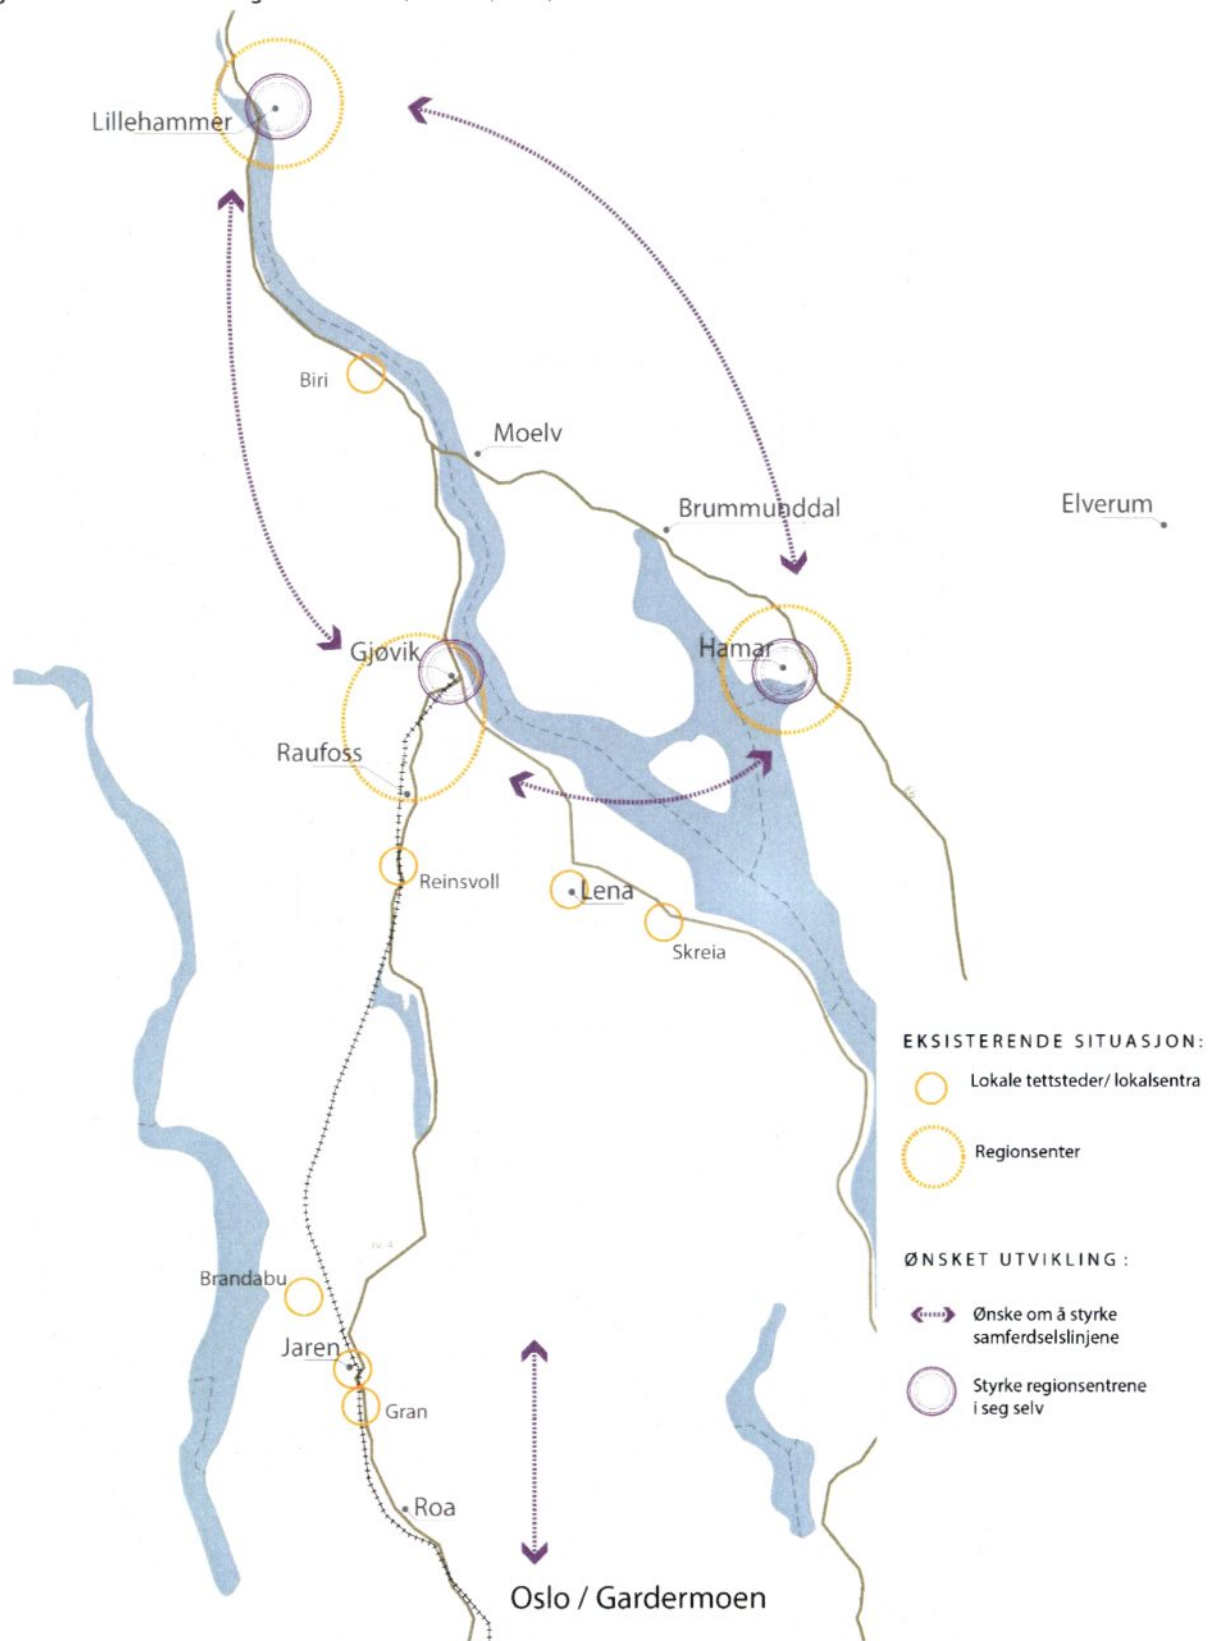 Lillehammer
Biri
Moelv
Brummunddal
Elverum
Gjøvik
Hamar
Raufoss
E6
Reinsvoll
Lena
Skreia
EKSISTERENDE SITUASJON:
Lokale tettsteder/ lokalsentra
Regionsenter
Brandabu
ØNSKET UTVIKLING :
Ønske om å styrke
samferdselslinjene
Jaren
Styrke regionsentrene
i seg selv
Gran
Roa
Oslo / Gardermoen